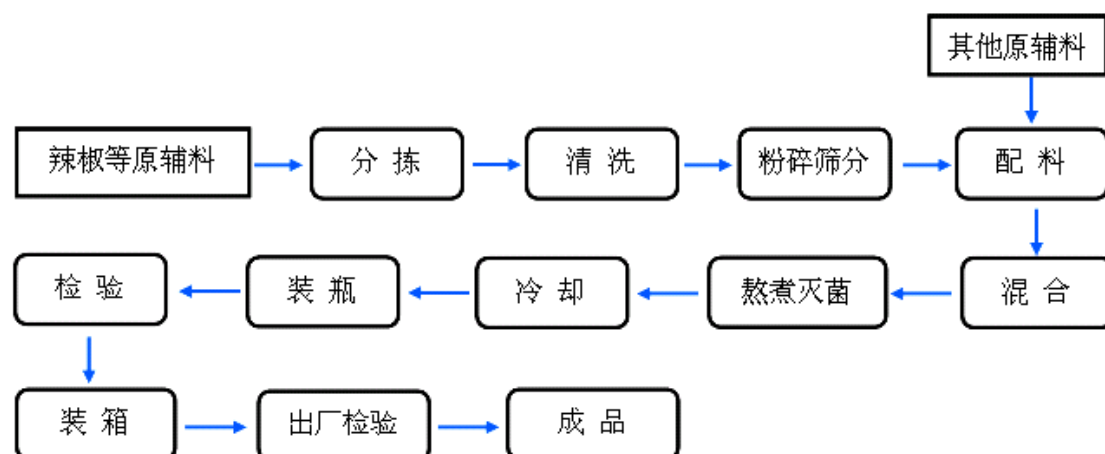 其他原辅料
辣椒等原辅料
分拣
清洗
粉碎筛分
配料
检验
装瓶
冷却
熬煮灭菌
混合
装箱
出厂检验
成品